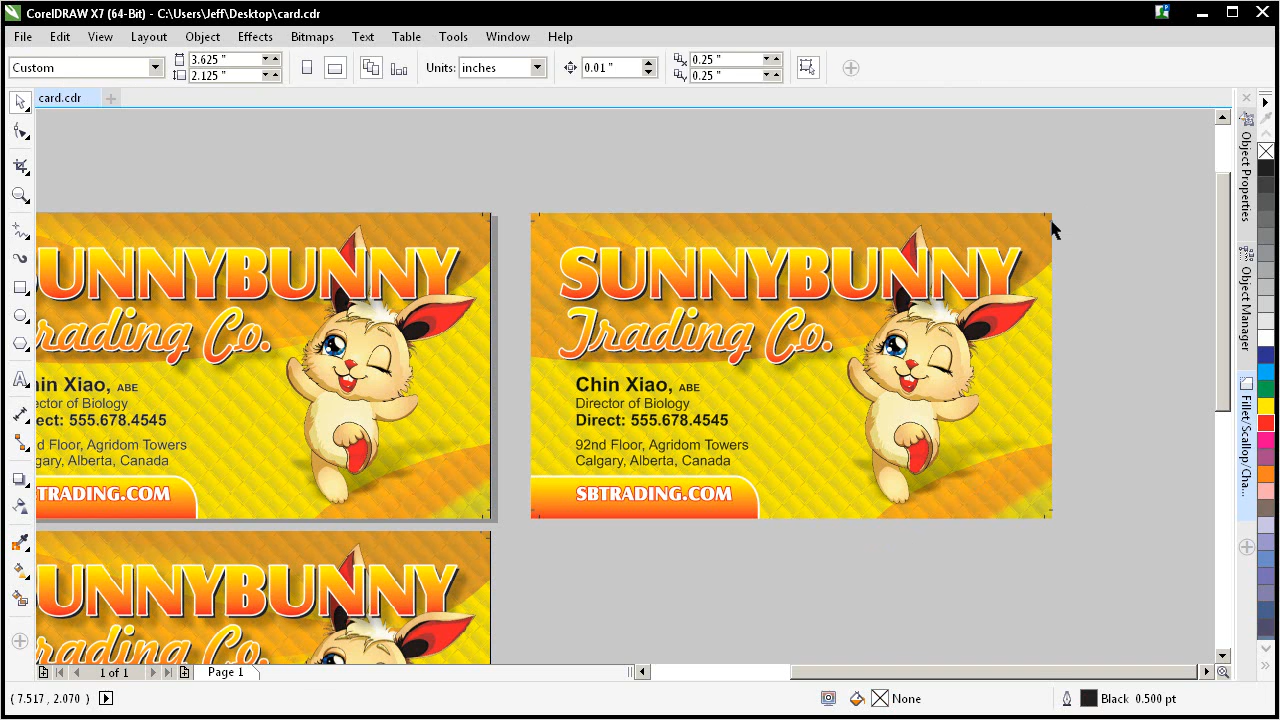 CorelDRAW X7 (64-Bit) - C:\Users\Jeff\Desktop\card.cdr
File Edit View Layout Object Effects Bitmaps Text Table Tools Window Help
Custom 3.625 " 2.125 " Units: inches 0.01 " 0.25 " 0.25 "
card.cdr
UNNYBUNNY
rading Co.
hin Xiao, ABE
ector of Biology
ect: 555.678.4545
d Floor, Agridom Towers
gary, Alberta, Canada
TRADING.COM
SUNNYBUNNY
Trading Co.
Chin Xiao, ABE
Director of Biology
Direct: 555.678.4545
92nd Floor, Agridom Towers
Calgary, Alberta, Canada
SBTRADING.COM
UNNYBUNNY
rading Co.
Object Properties
Object Manager
Fillet/Scallop/Cha...
1 of 1 Page 1
( 7.517 , 2.070 ) None Black 0.500 pt